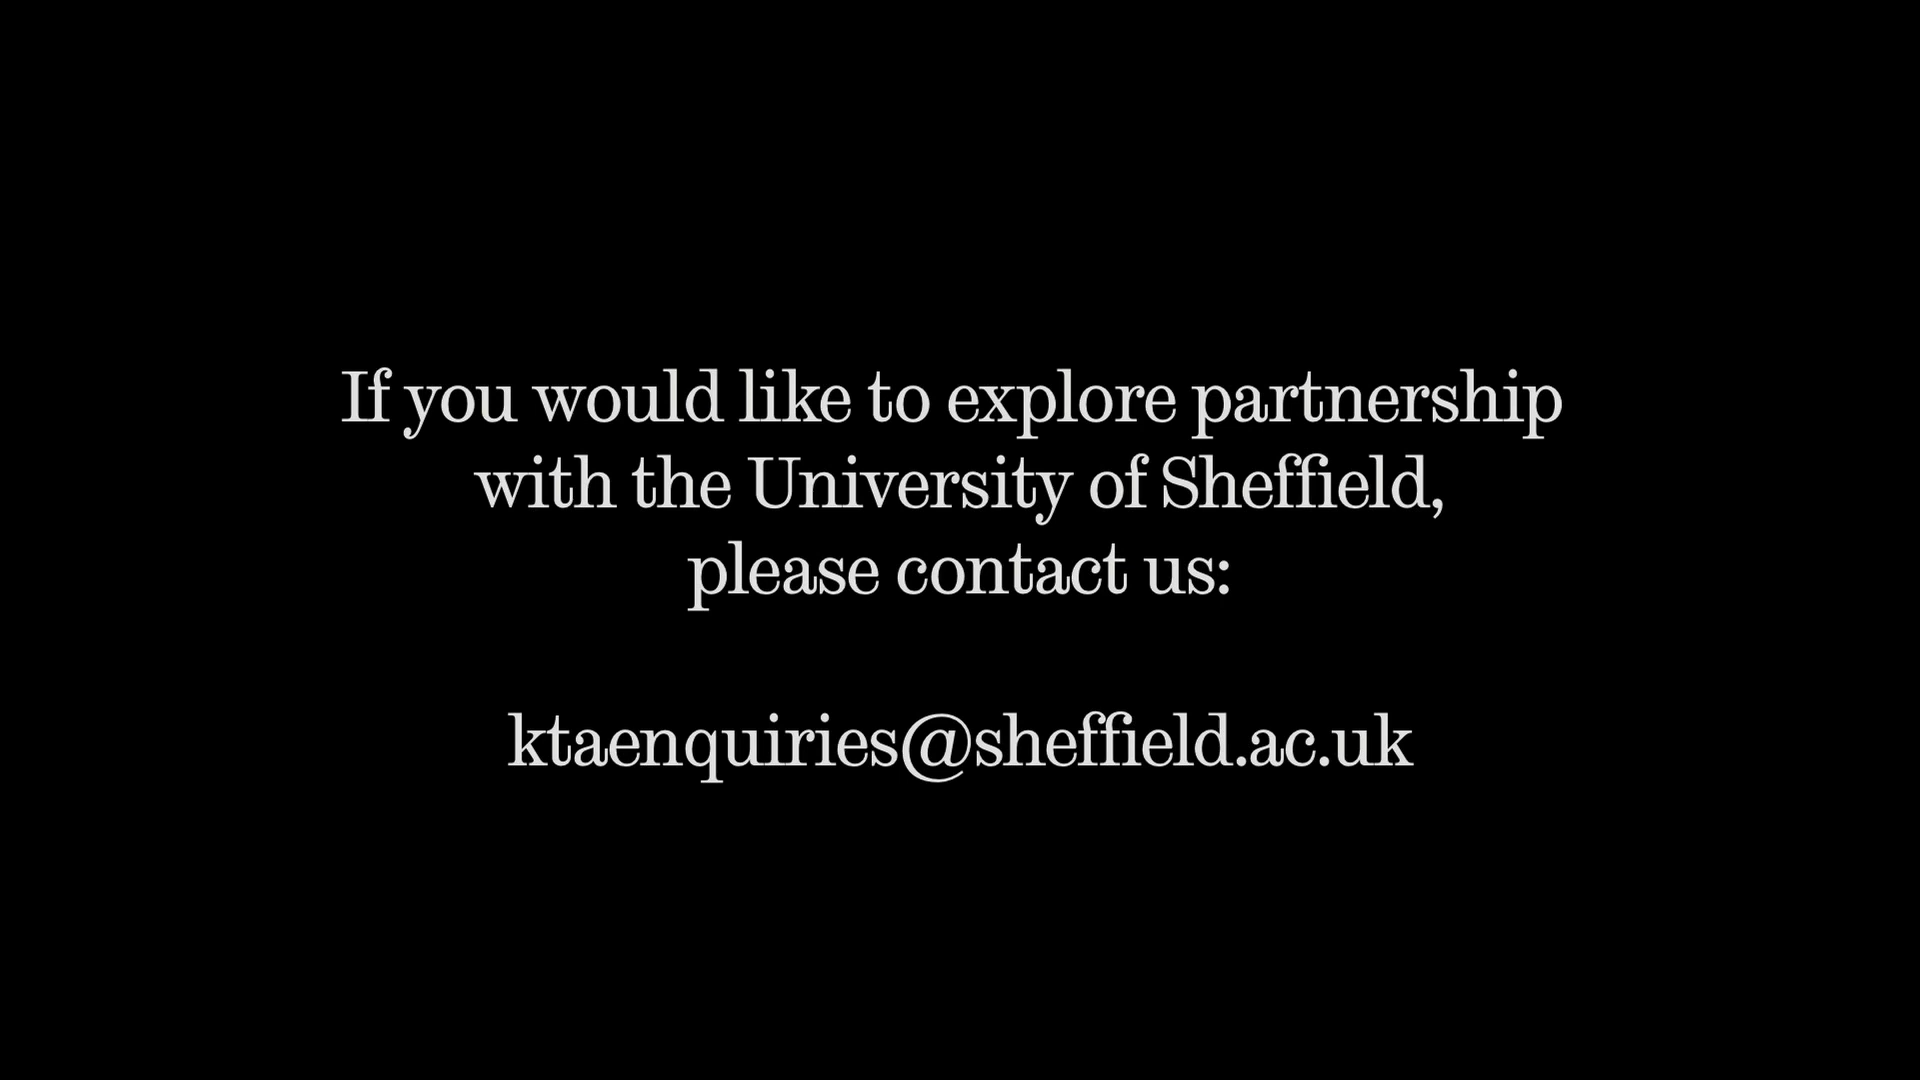 If you would like to explore partnership
with the University of Sheffield,
please contact us:
ktaenquiries@sheffield.ac.uk